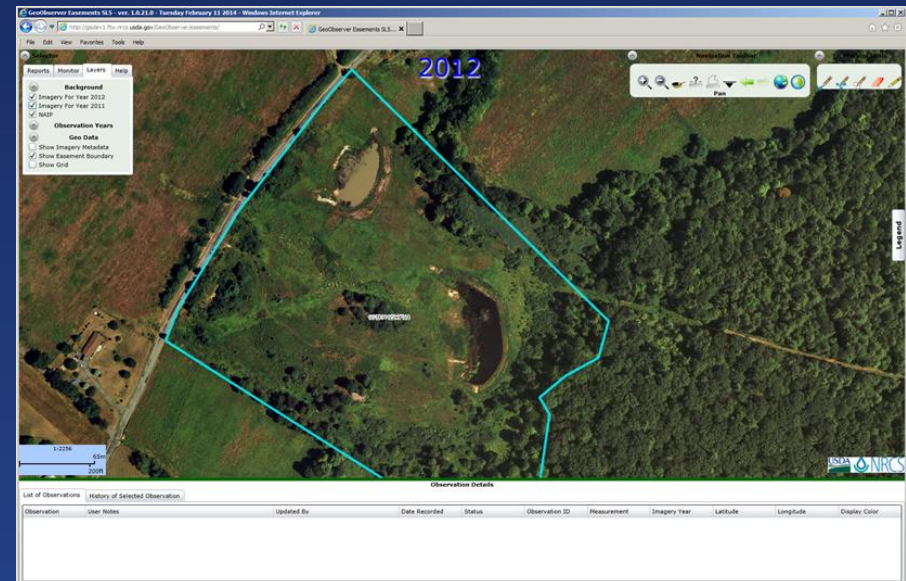 GeoObserver Easements SL5 - ver. 1.0.21.0 - Tuesday February 11 2014 - Windows Internet Explorer
GeoObserver Easements SL5...
File Edit View Favorites Tools Help
Selector
Reports Monitor Layers Help
Background
Imagery For Year 2012
Imagery For Year 2011
NAIP
Observation Years
Geo Data
Show Imagery Metadata
Show Easement Boundary
Show Grid
2012
Pan
Legend
1:2256
65m
200ft
USDA NRCS
Observation Details
List of Observations History of Selected Observation
Observation User Notes Updated By Date Recorded Status Observation ID Measurement Imagery Year Latitude Longitude Display Color